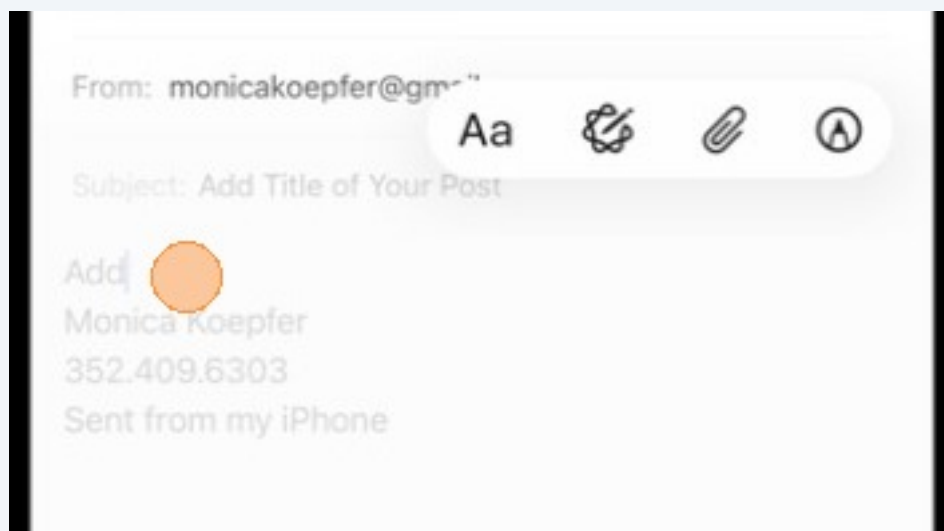 From: monicakoepfer@gmail
Aa
Subject: Add Title of Your Post
Add
Monica Koepfer
352.409.6303
Sent from my iPhone